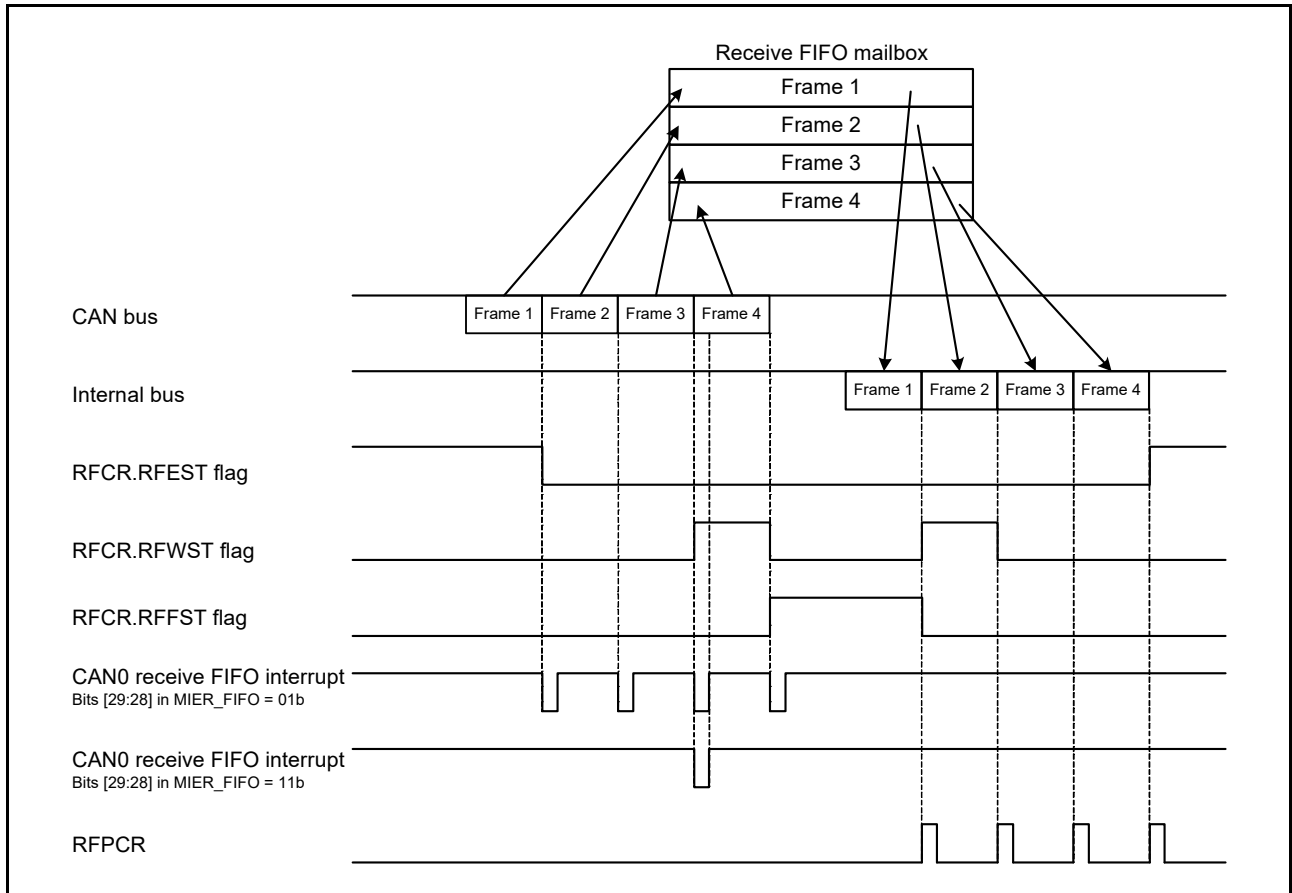 Receive FIFO mailbox
Frame 1
Frame 2
Frame 3
Frame 4
CAN bus
Frame 1 Frame 2 Frame 3 Frame 4
Internal bus
Frame 1 Frame 2 Frame 3 Frame 4
RFCR.RFEST flag
RFCR.RFWST flag
RFCR.RFFST flag
CAN0 receive FIFO interrupt
Bits [29:28] in MIER_FIFO = 01b
CAN0 receive FIFO interrupt
Bits [29:28] in MIER_FIFO = 11b
RFPCR